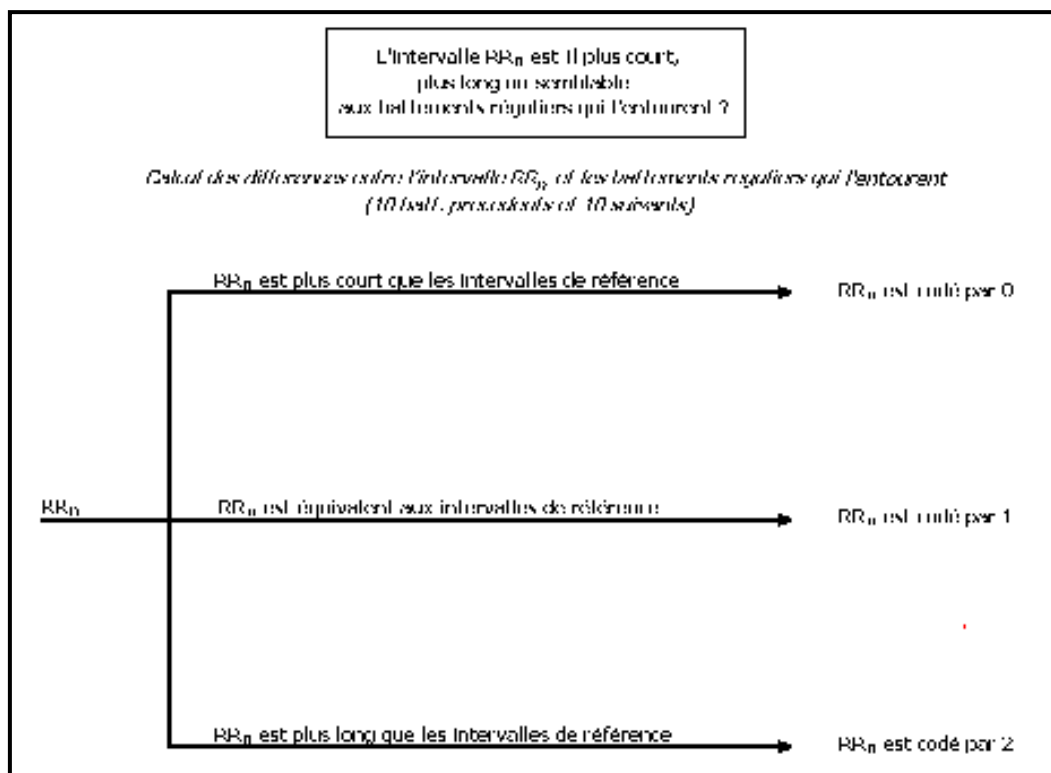 L'intervalle RRn est il plus court,
plus long ou semblable
aux battements réguliers qui l'entourent ?
Calcul des différences entre l'intervalle RRn et les battements réguliers qui l'entourent
(10 batt. précédents et 10 suivants)
RRn est plus court que les intervalles de référence
RRn est codé par 0
RRn
RRn est équivalent aux intervalles de référence
RRn est codé par 1
RRn est plus long que les intervalles de référence
RRn est codé par 2